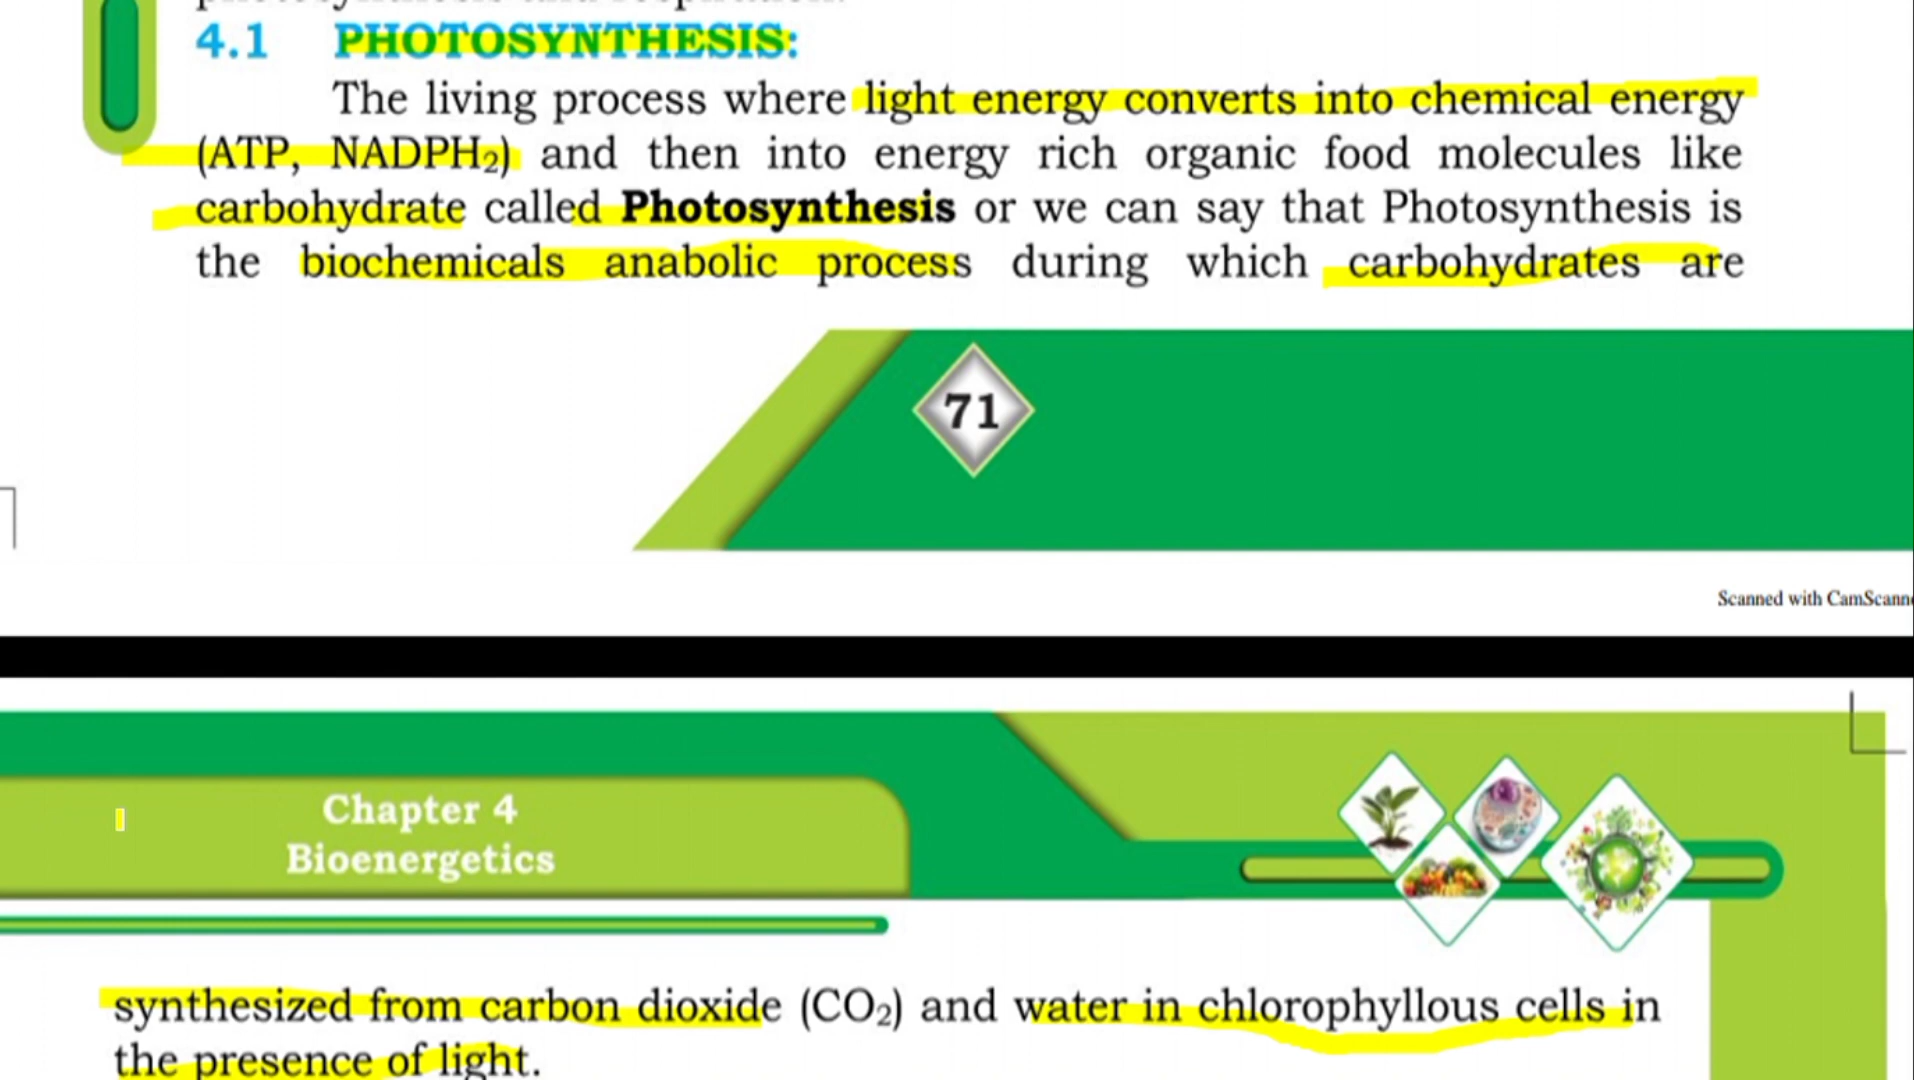 4.1 PHOTOSYNTHESIS:
The living process where light energy converts into chemical energy
(ATP, NADPH₂) and then into energy rich organic food molecules like
carbohydrate called Photosynthesis or we can say that Photosynthesis is
the biochemicals anabolic process during which carbohydrates are
71
Scanned with
Chapter 4
Bioenergetics
synthesized from carbon dioxide (CO₂) and water in chlorophyllous cells in
the presence of light.